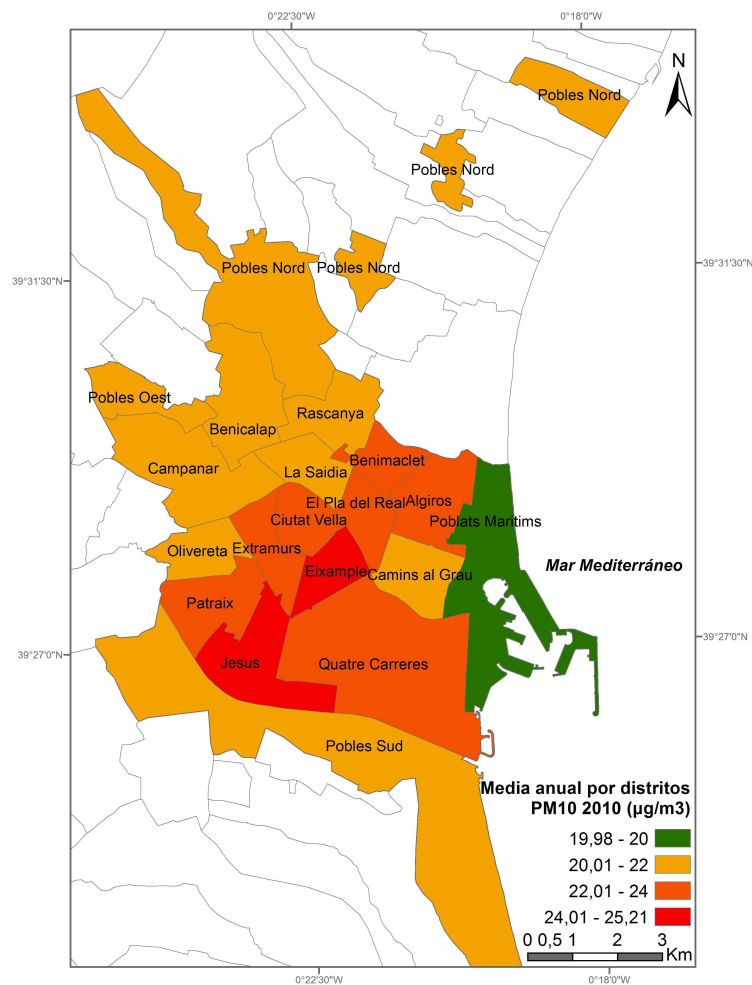 0°22'30"W
0°18'0"W
N
Pobles Nord
Pobles Nord
Pobles Nord
Pobles Nord
39°31'30"N
39°31'30"N
Pobles Oest
Rascanya
Benicalap
Campanar
La Saidia
Benimaclet
El Pla del Real
Algiros
Ciutat Vella
Poblats Maritims
Olivereta
Extramurs
Eixample
Camins al Grau
Mar Mediterráneo
Patraix
Jesus
Quatre Carreres
39°27'0"N
39°27'0"N
Pobles Sud
Media anual por distritos
PM10 2010 (µg/m3)
19,98 - 20
20,01 - 22
22,01 - 24
24,01 - 25,21
0 0,5 1 2 3
Km
0°22'30"W
0°18'0"W